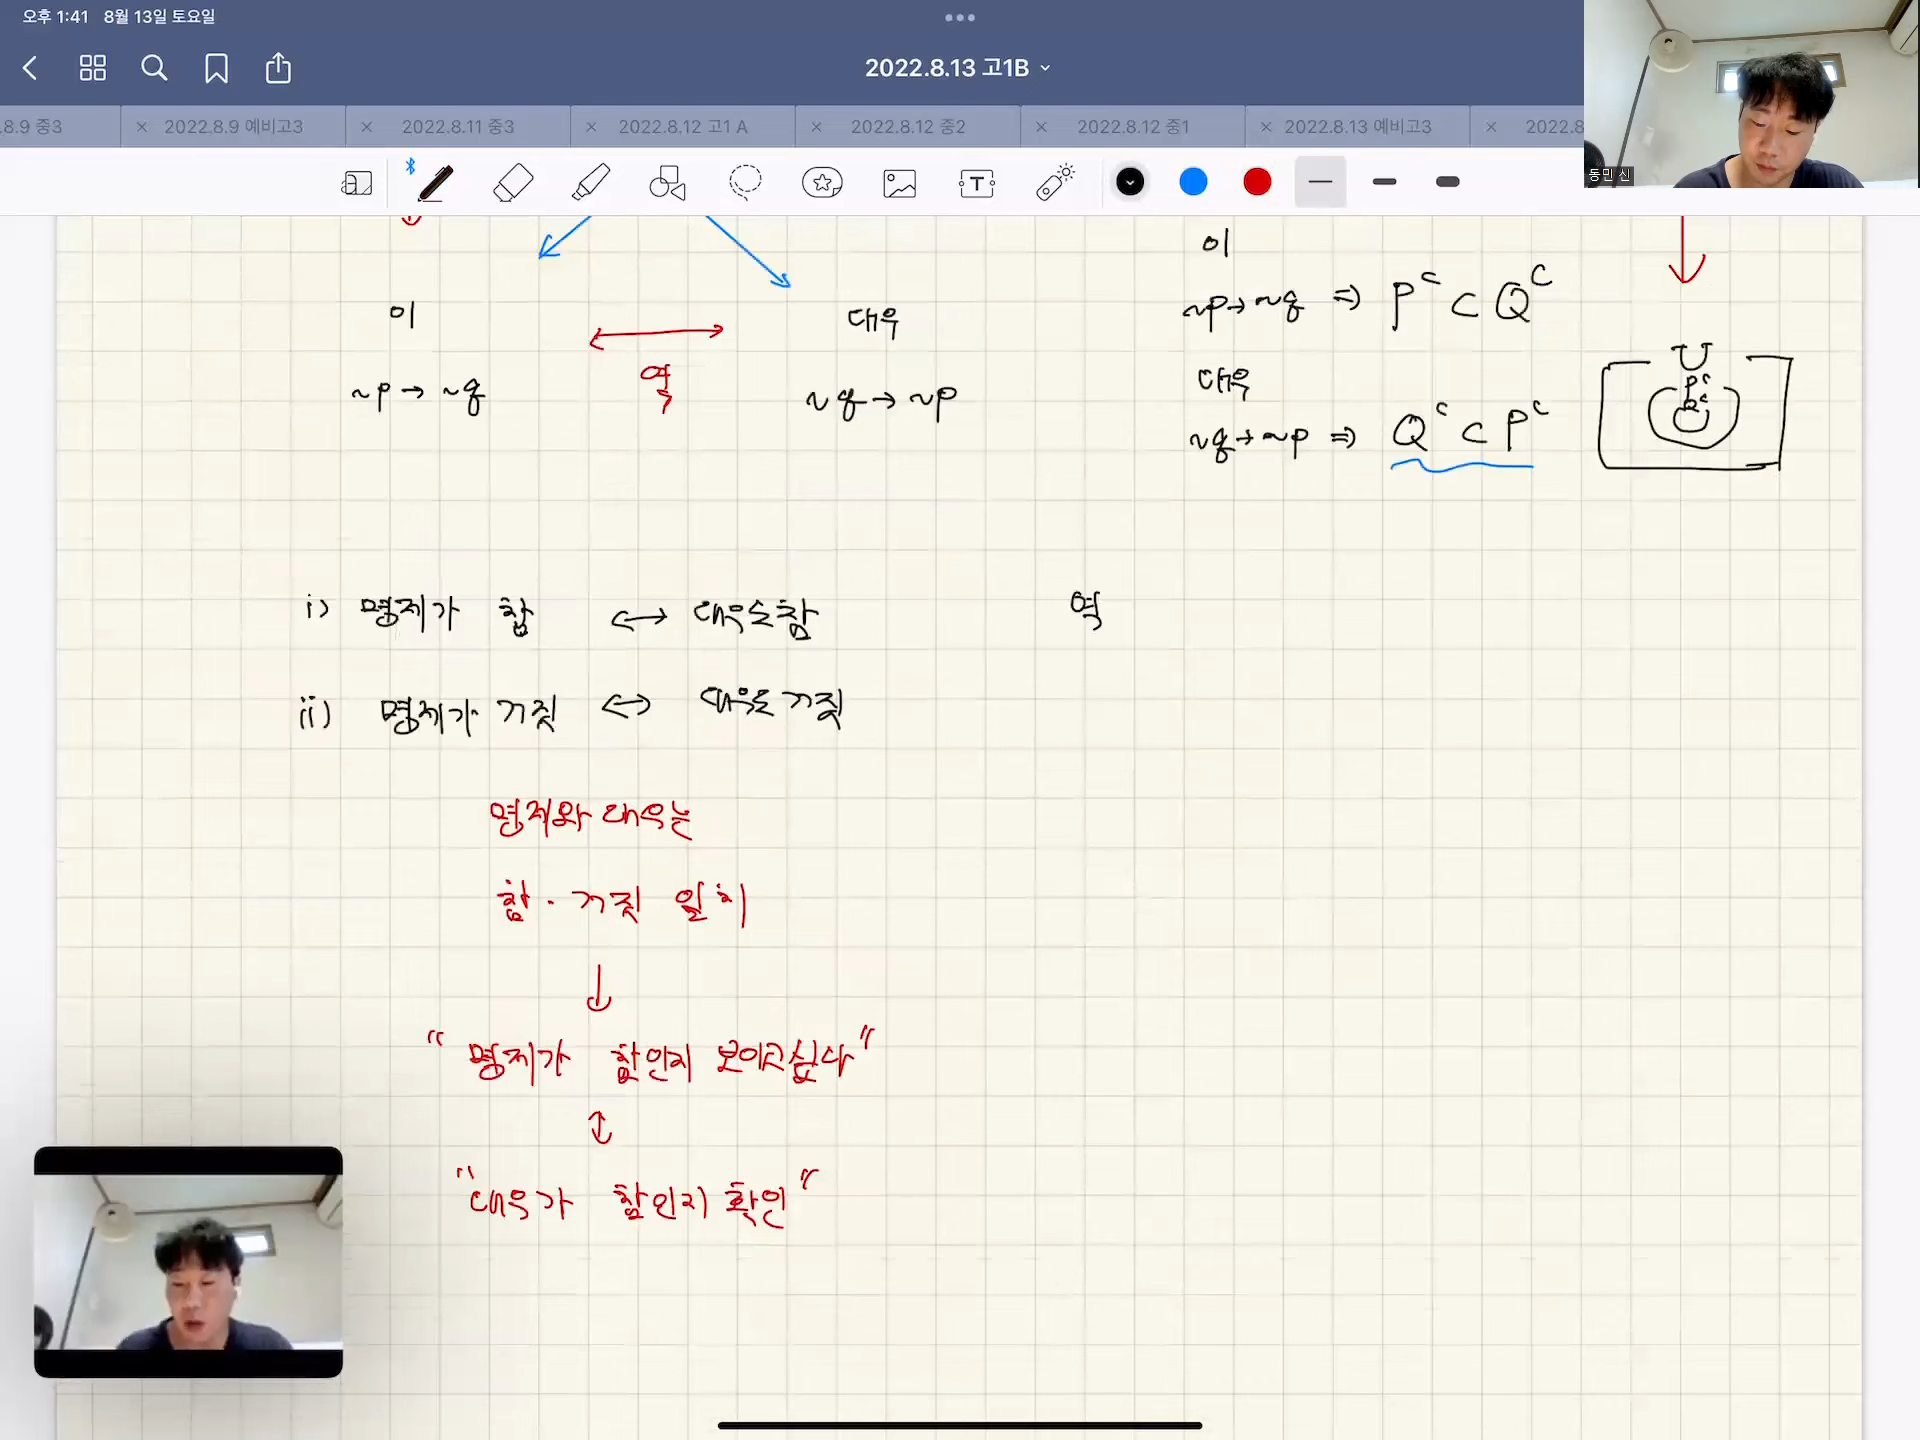 오후 1:41 8월 13일 토요일
2022.8.13 고1B
.8.9 중3
2022.8.9 예비고3
2022.8.11 중3
2022.8.12 고1 A
2022.8.12 중2
2022.8.12 중1
2022.8.13 예비고3
2022.8
동민 신
이
~p → ~q
역
대우
~q → ~p
이
~p → ~q ⇒ P^C ⊂ Q^C
대우
~q → ~p ⇒ Q^C ⊂ P^C
U
P^C
Q^C
i) 명제가 참 ↔ 대우도 참
역
ii) 명제가 거짓 ↔ 대우도 거짓
명제와 대우는
참 · 거짓 일치
↓
"명제가 참인지 보이고싶다"
↕
"대우가 참인지 확인"